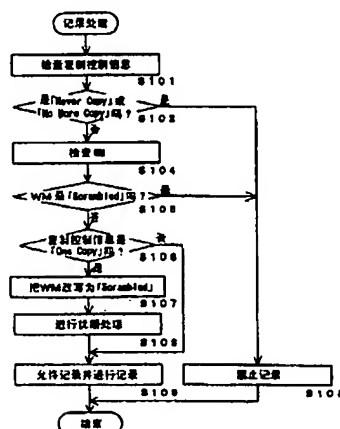 记录处理
检查复制控制信息
S101
是「Never Copy」或
「No More Copy」吗?
是
S102
否
检查WM
S104
WM是「Scrambled」吗?
是
S105
否
复制控制信息是
「One Copy」吗?
否
S106
是
把WM改写为「Scrambled」
S107
进行扰频处理
S108
允许记录并进行记录
S109
禁止记录
结束